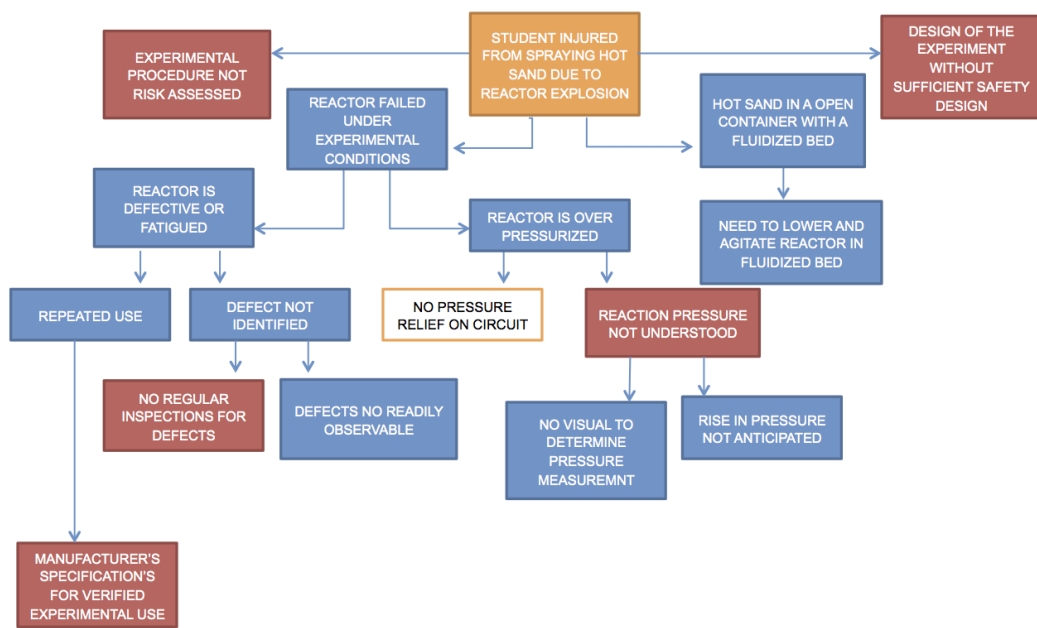 STUDENT INJURED
FROM SPRAYING HOT
SAND DUE TO
REACTOR EXPLOSION
EXPERIMENTAL
PROCEDURE NOT
RISK ASSESSED
DESIGN OF THE
EXPERIMENT
WITHOUT
SUFFICIENT SAFETY
DESIGN
REACTOR FAILED
UNDER
EXPERIMENTAL
CONDITIONS
HOT SAND IN A OPEN
CONTAINER WITH A
FLUIDIZED BED
REACTOR IS
DEFECTIVE OR
FATIGUED
REACTOR IS OVER
PRESSURIZED
NEED TO LOWER AND
AGITATE REACTOR IN
FLUIDIZED BED
REPEATED USE
DEFECT NOT
IDENTIFIED
NO PRESSURE
RELIEF ON CIRCUIT
REACTION PRESSURE
NOT UNDERSTOOD
NO REGULAR
INSPECTIONS FOR
DEFECTS
DEFECTS NO READILY
OBSERVABLE
NO VISUAL TO
DETERMINE
PRESSURE
MEASUREMNT
RISE IN PRESSURE
NOT ANTICIPATED
MANUFACTURER'S
SPECIFICATION'S
FOR VERIFIED
EXPERIMENTAL USE